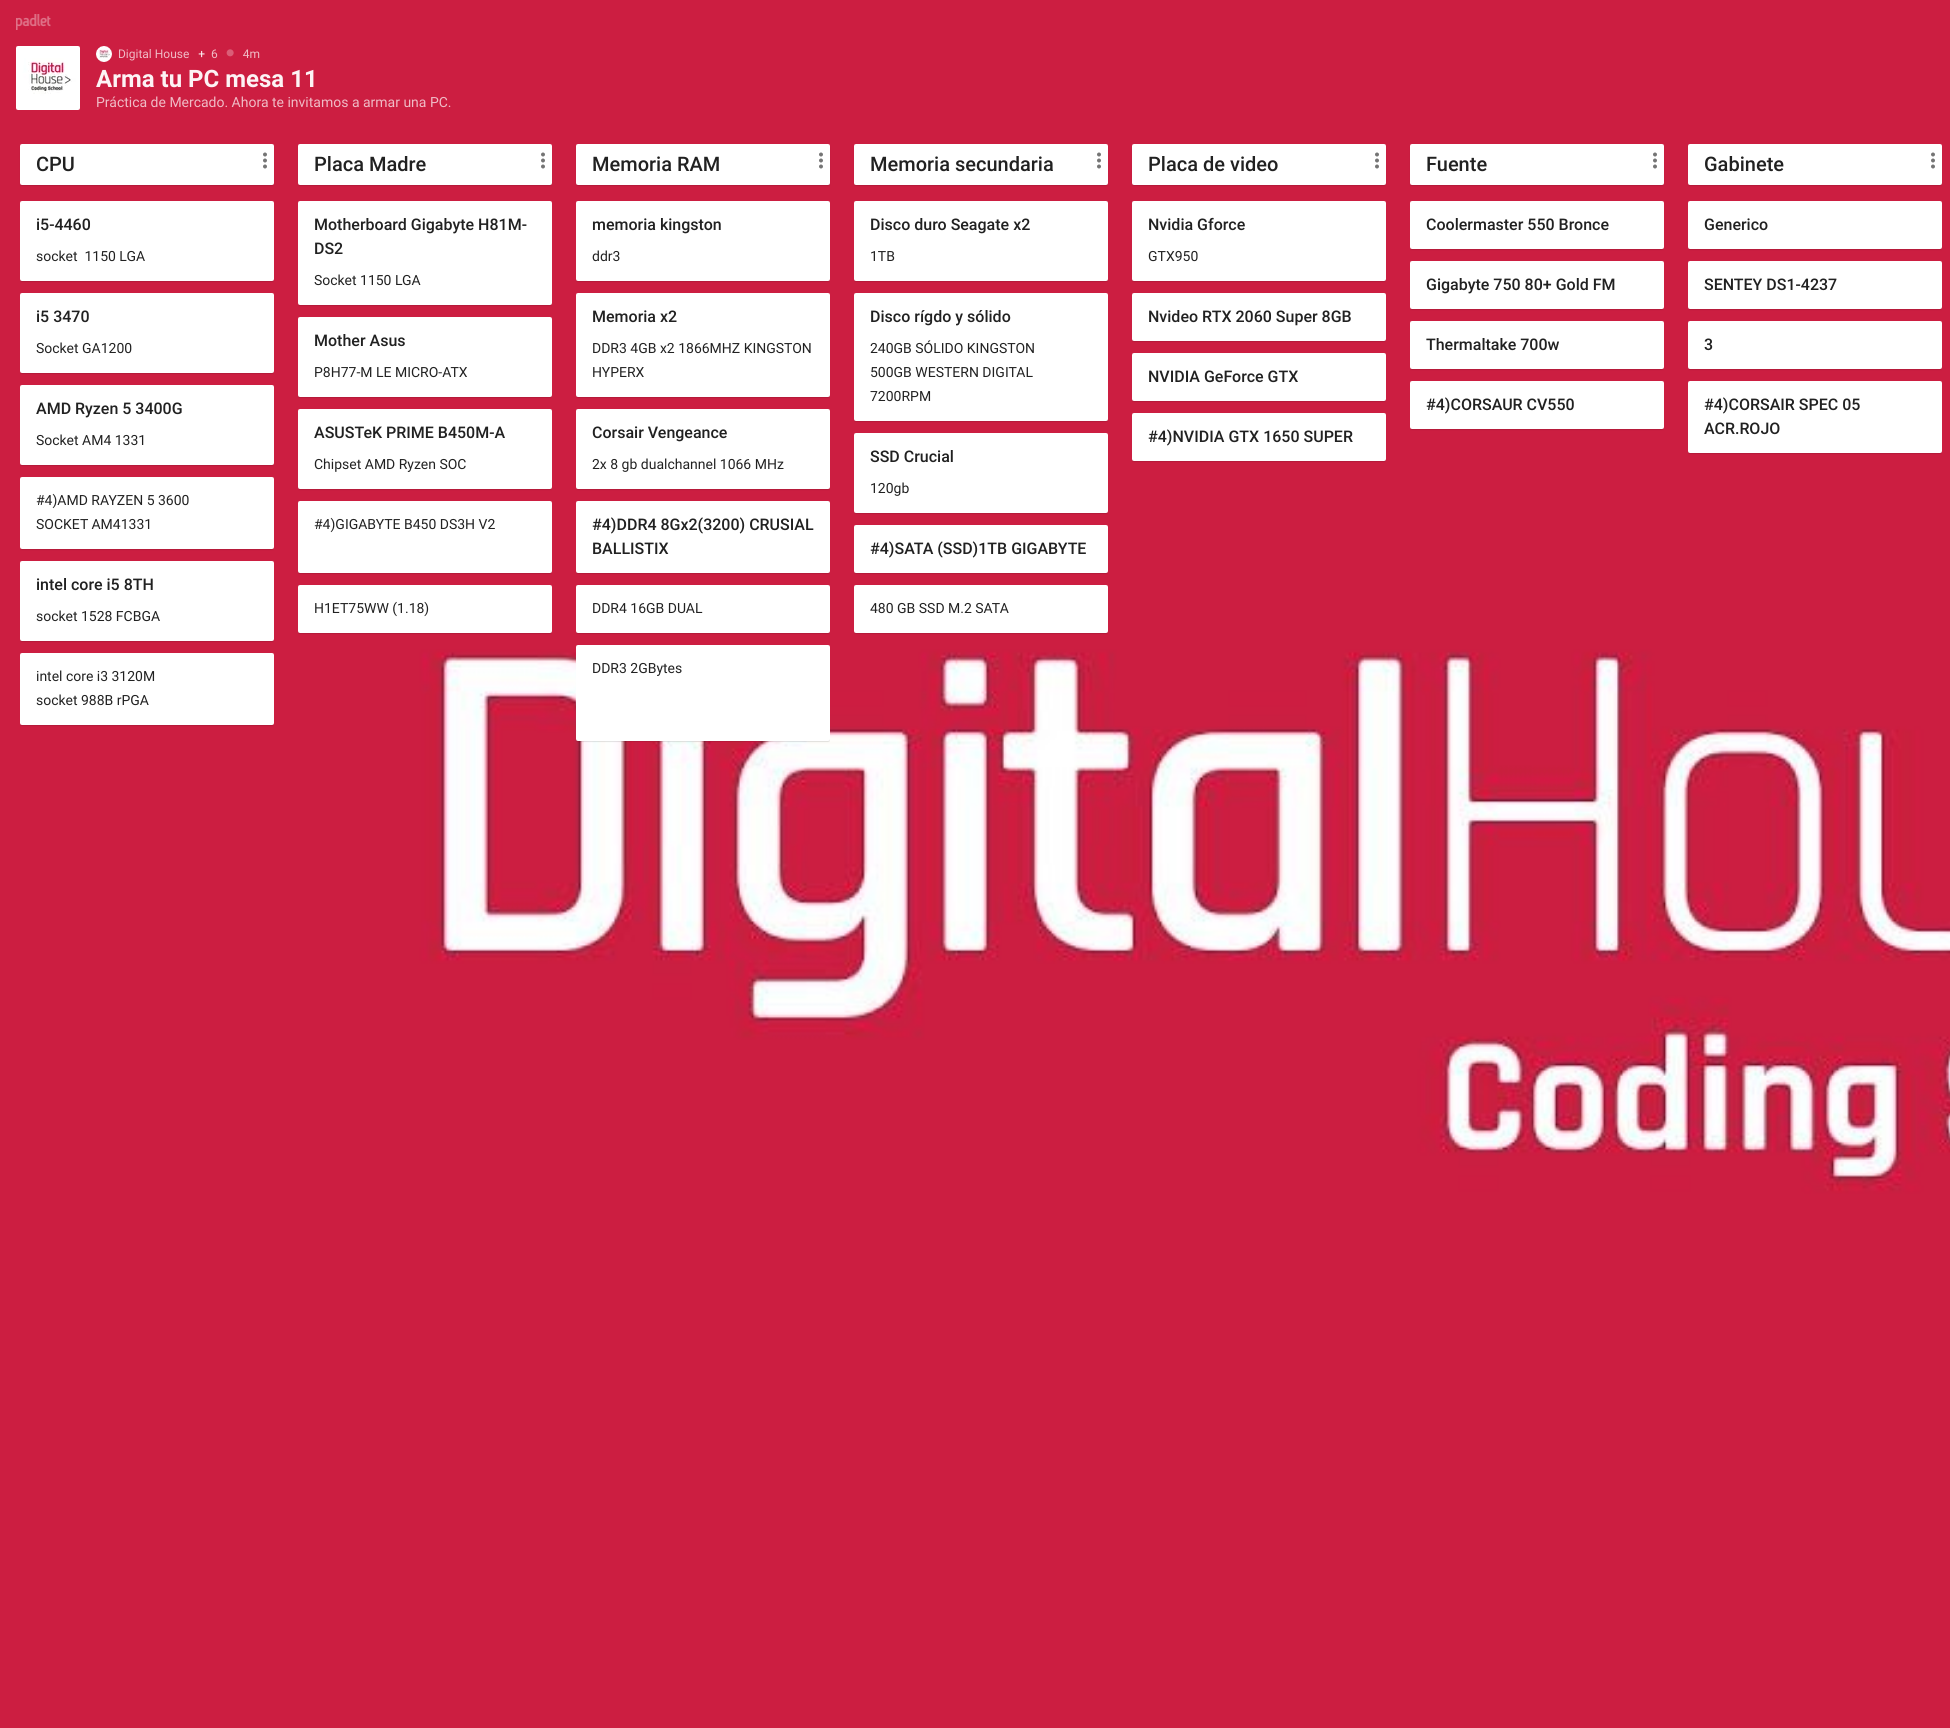 padlet
Digital
House>
Coding School
Digital House + 6 4m
Arma tu PC mesa 11
Práctica de Mercado. Ahora te invitamos a armar una PC.
CPU
i5-4460
socket 1150 LGA
i5 3470
Socket GA1200
AMD Ryzen 5 3400G
Socket AM4 1331
#4)AMD RAYZEN 5 3600
SOCKET AM41331
intel core i5 8TH
socket 1528 FCBGA
intel core i3 3120M
socket 988B rPGA
Placa Madre
Motherboard Gigabyte H81M-
DS2
Socket 1150 LGA
Mother Asus
P8H77-M LE MICRO-ATX
ASUSTeK PRIME B450M-A
Chipset AMD Ryzen SOC
#4)GIGABYTE B450 DS3H V2
H1ET75WW (1.18)
Memoria RAM
memoria kingston
ddr3
Memoria x2
DDR3 4GB x2 1866MHZ KINGSTON
HYPERX
Corsair Vengeance
2x 8 gb dualchannel 1066 MHz
#4)DDR4 8Gx2(3200) CRUSIAL
BALLISTIX
DDR4 16GB DUAL
DDR3 2GBytes
Memoria secundaria
Disco duro Seagate x2
1TB
Disco rígdo y sólido
240GB SÓLIDO KINGSTON
500GB WESTERN DIGITAL
7200RPM
SSD Crucial
120gb
#4)SATA (SSD)1TB GIGABYTE
480 GB SSD M.2 SATA
Placa de video
Nvidia Gforce
GTX950
Nvideo RTX 2060 Super 8GB
NVIDIA GeForce GTX
#4)NVIDIA GTX 1650 SUPER
Fuente
Coolermaster 550 Bronce
Gigabyte 750 80+ Gold FM
Thermaltake 700w
#4)CORSAUR CV550
Gabinete
Generico
SENTEY DS1-4237
3
#4)CORSAIR SPEC 05
ACR.ROJO
DigitalHou
Coding